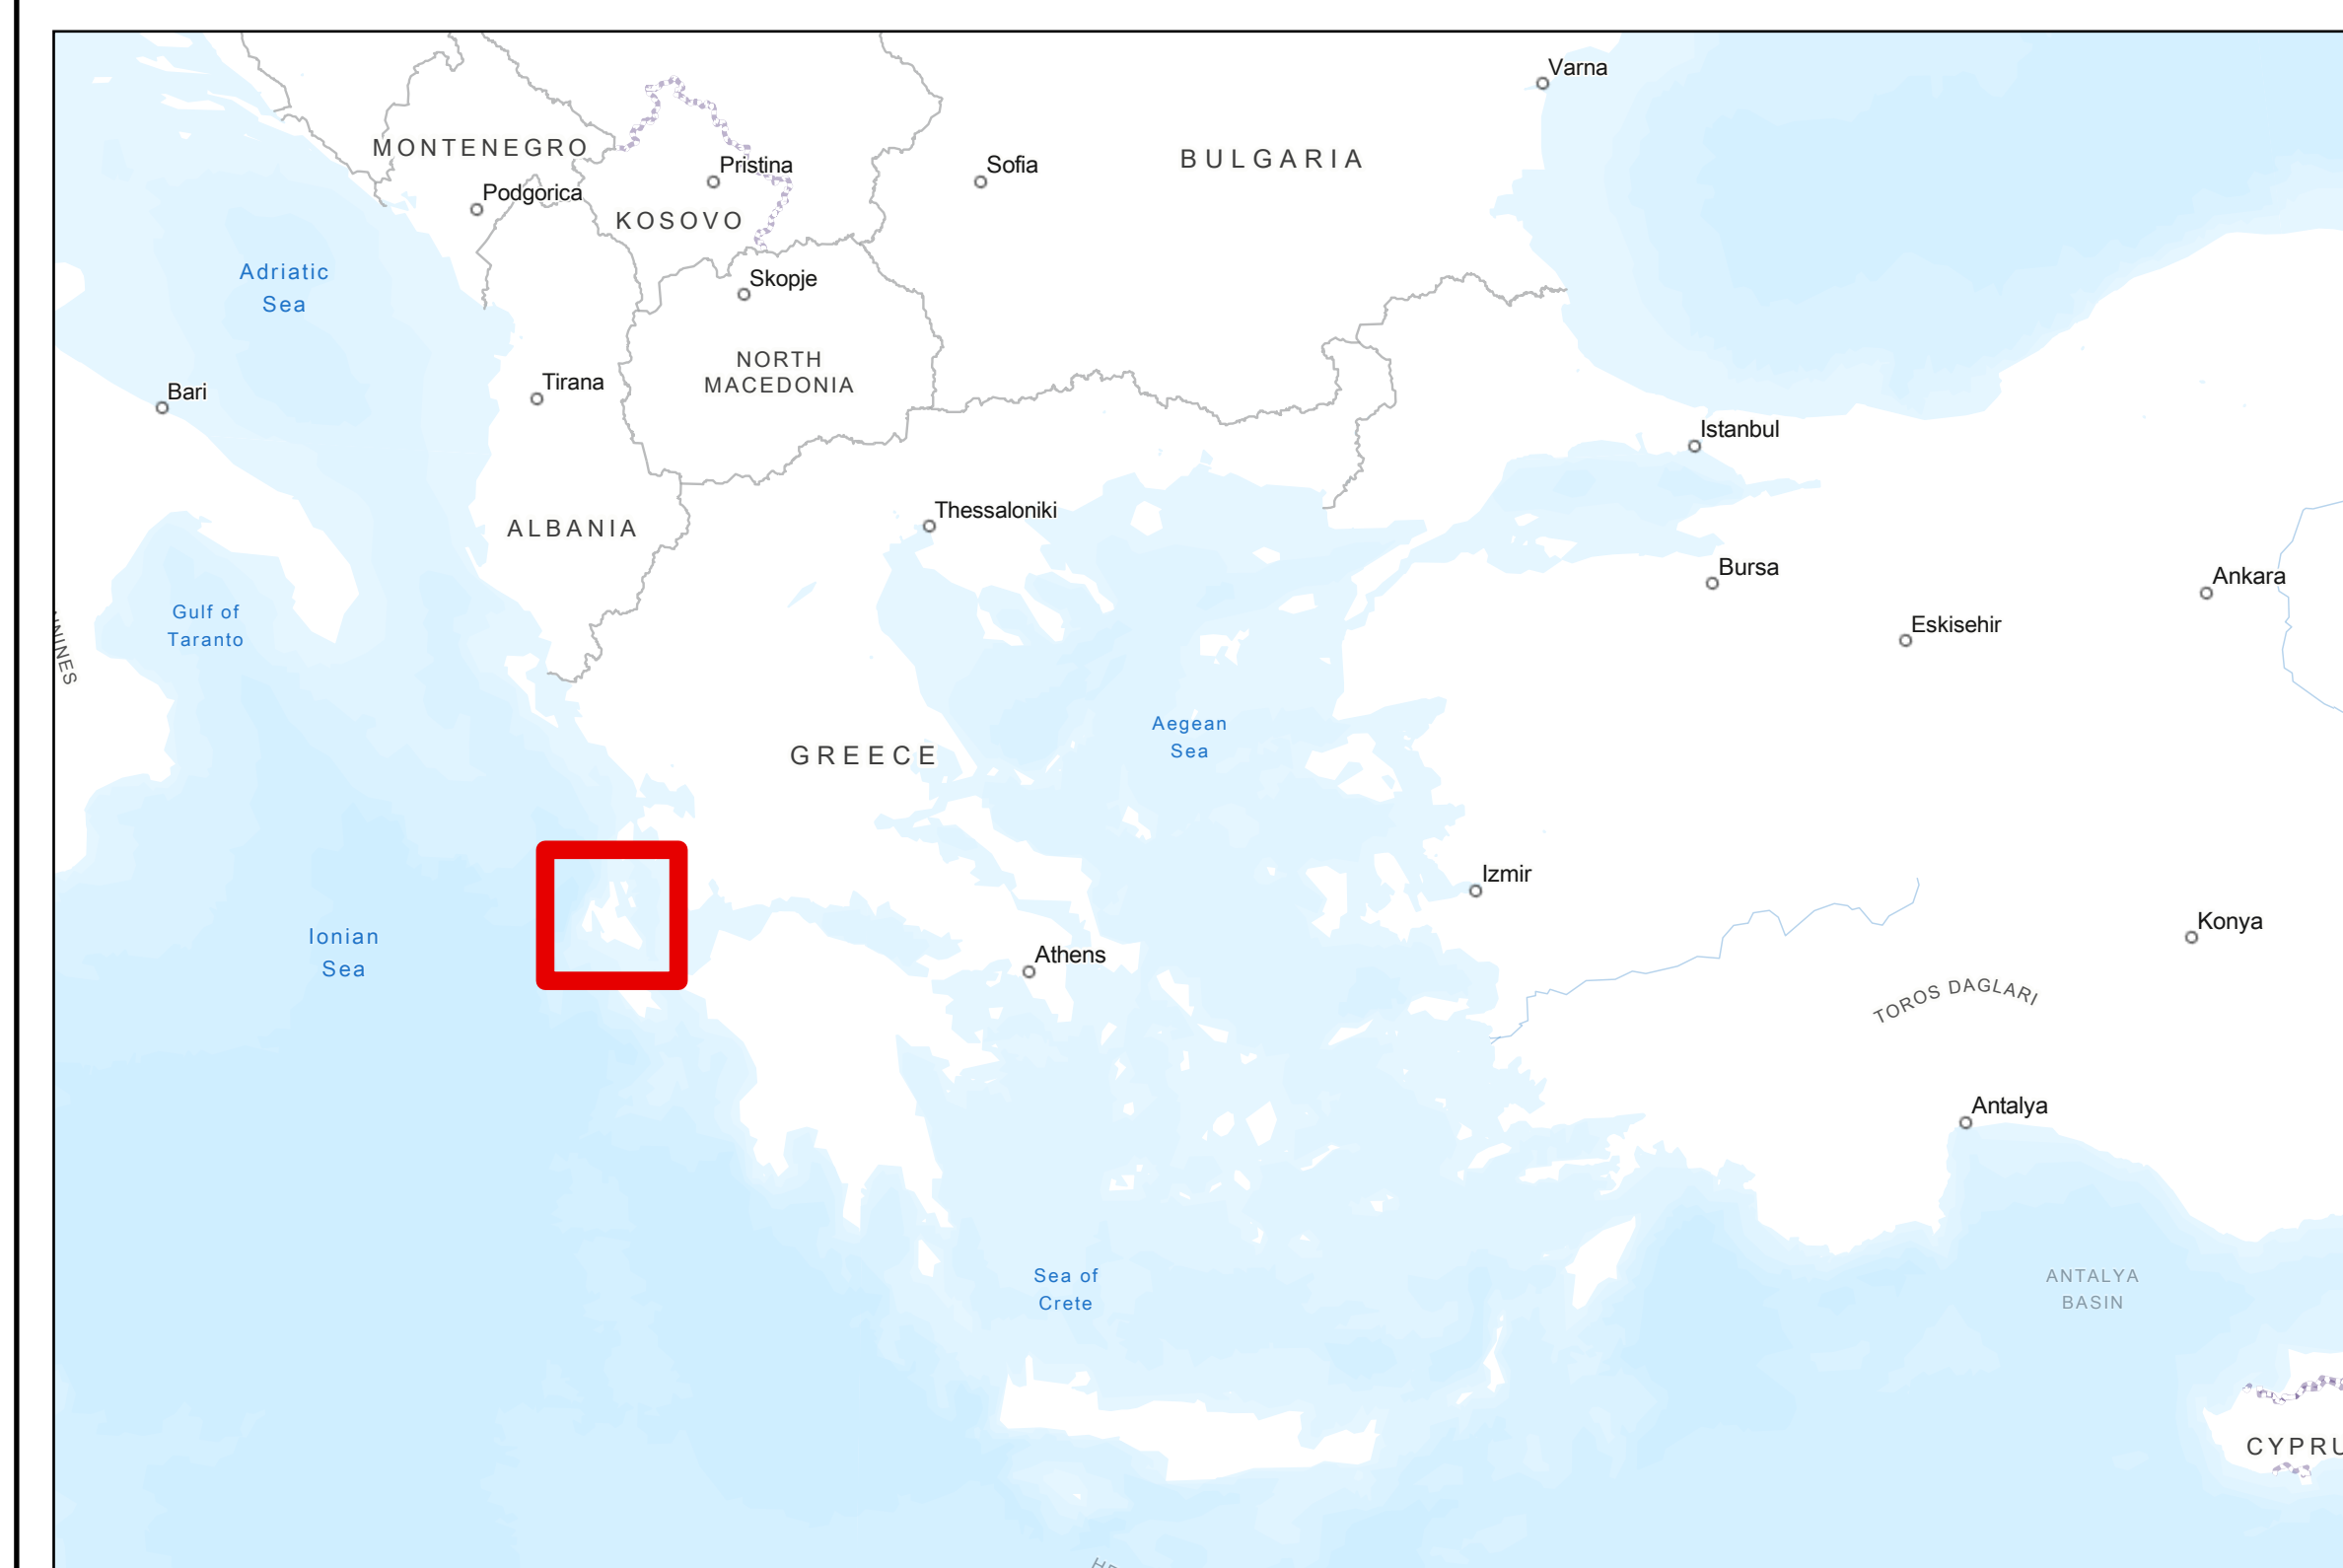 Varna
MONTENEGRO
Pristina
Sofia
BULGARIA
Podgorica
KOSOVO
Adriatic
Sea
Skopje
NORTH
MACEDONIA
Tirana
Bari
Istanbul
Thessaloniki
ALBANIA
Bursa
Ankara
Gulf of
Taranto
Eskisehir
Aegean
Sea
GREECE
Izmir
Ionian
Sea
Konya
Athens
TOROS DAGLARI
Antalya
Sea of
Crete
ANTALYA
BASIN
CYPRU